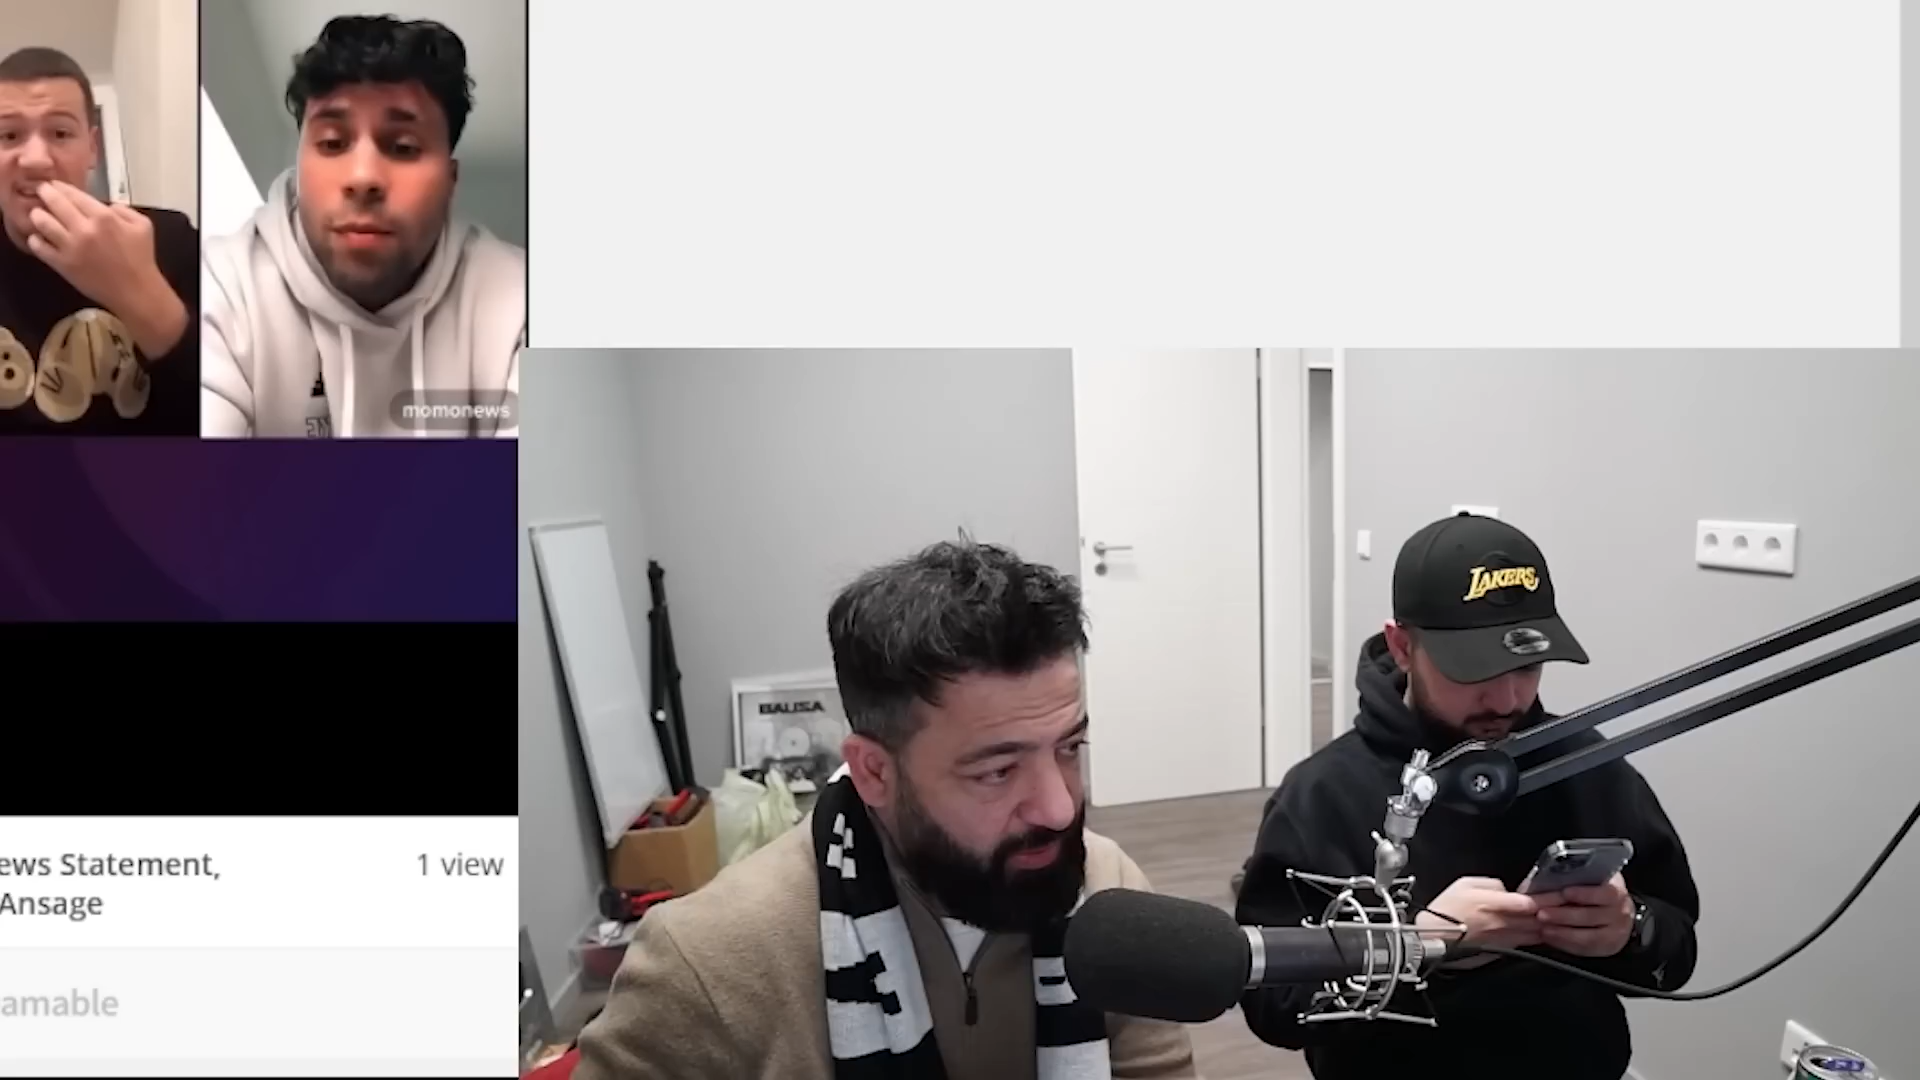 momonews
LAKERS
BAUSA
ews Statement,
1 view
Ansage
amable